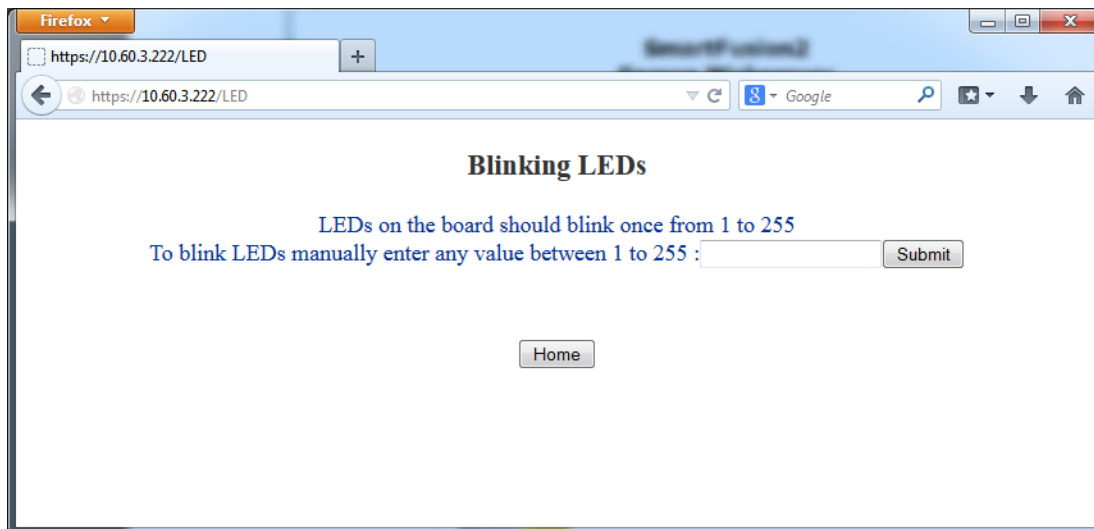 Firefox
https://10.60.3.222/LED
SmartFusion2
https://10.60.3.222/LED
Google
Blinking LEDs
LEDs on the board should blink once from 1 to 255
To blink LEDs manually enter any value between 1 to 255 : Submit
Home